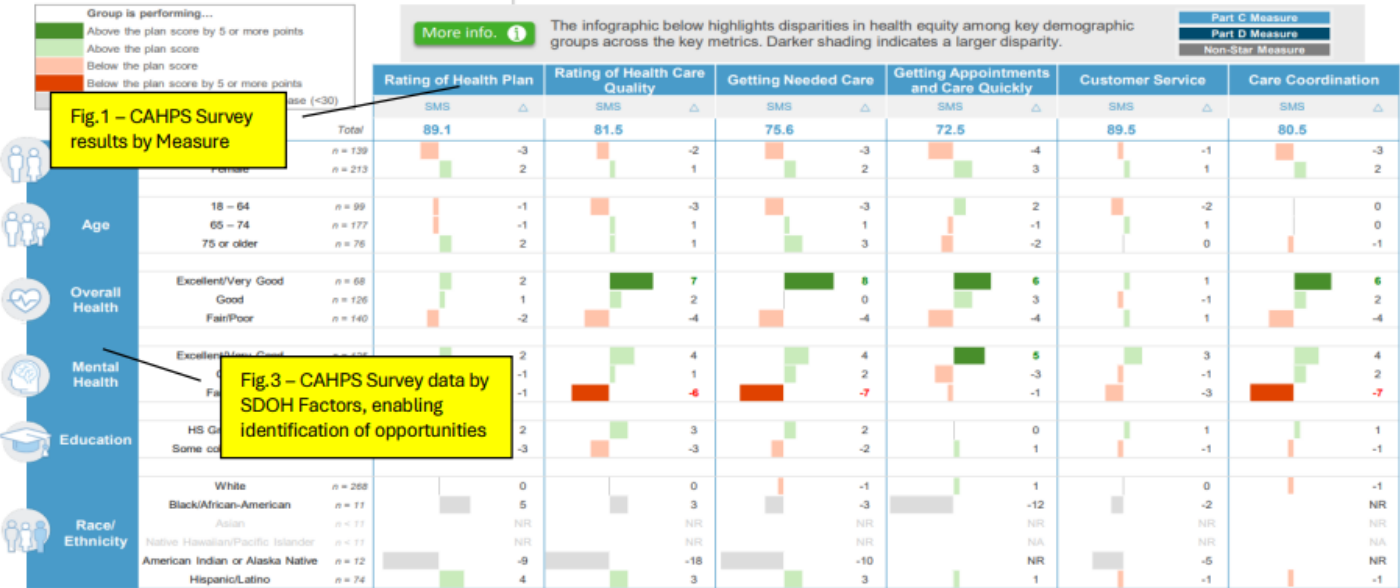 Group is performing...
Above the plan score by 5 or more points
Above the plan score
Below the plan score
Below the plan score by 5 or more points
ase (<30)
More info. i
The infographic below highlights disparities in health equity among key demographic
groups across the key metrics. Darker shading indicates a larger disparity.
Part C Measure
Part D Measure
Non-Star Measure
Fig.1 – CAHPS Survey
results by Measure
Rating of Health Plan Rating of Health Care Quality Getting Needed Care Getting Appointments and Care Quickly Customer Service Care Coordination
SMS △ SMS △ SMS △ SMS △ SMS △ SMS △
Total 89.1 81.5 75.6 72.5 89.5 80.5
n = 139 -3 -2 -3 -4 -1 -3
Female n = 213 2 1 2 3 1 2
Age
18 – 64 n = 99 -1 -3 -3 2 -2 0
65 – 74 n = 177 -1 1 1 -1 1 0
75 or older n = 76 2 1 3 -2 0 -1
Overall
Health
Excellent/Very Good n = 68 2 7 8 6 1 6
Good n = 126 1 2 0 3 -1 2
Fair/Poor n = 140 -2 -4 -4 -4 1 -4
Mental
Health
Excellent/Very Good 2 4 4 5 3 4
-1 1 2 -3 -1 2
Fa -1 -6 -7 -1 -3 -7
Fig.3 – CAHPS Survey data by
SDOH Factors, enabling
identification of opportunities
Education
HS Gr 2 3 2 0 1 1
Some col -3 -3 -2 1 -1 -1
Race/
Ethnicity
White n = 268 0 0 -1 1 0 -1
Black/African-American n = 11 5 3 -3 -12 -2 NR
Asian n < 11 NR NR NR NR NR NR
Native Hawaiian/Pacific Islander n < 11 NR NR NR NA NR NA
American Indian or Alaska Native n = 12 -9 -18 -10 NR -5 NR
Hispanic/Latino n = 74 4 3 3 1 -1 -1